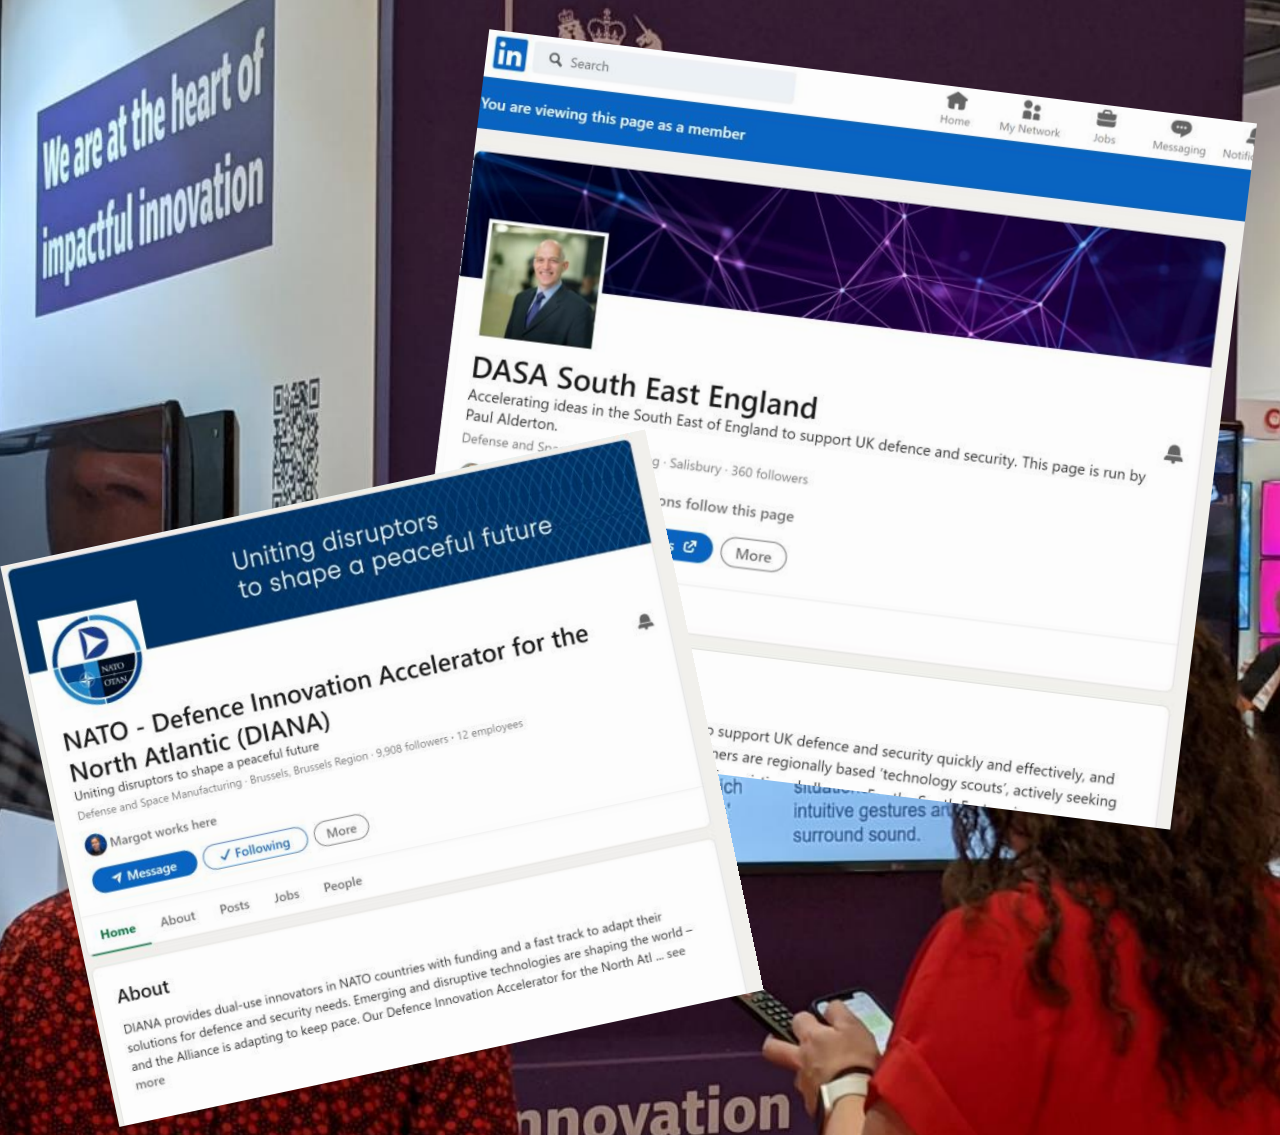 We are at the heart of
impactful innovation
in
Search
Home
My Network
Jobs
Messaging
You are viewing this page as a member
DASA South East England
Accelerating ideas in the South East of England to support UK defence and security. This page is run by
Paul Alderton.
Defense and
· Salisbury · 360 followers
follow this page
More
support UK defence and security quickly and effectively, and
are regionally based ‘technology scouts’, actively seeking
intuitive gestures
surround sound.
Uniting disruptors
to shape a peaceful future
NATO
OTAN
NATO - Defence Innovation Accelerator for the
North Atlantic (DIANA)
Uniting disruptors to shape a peaceful future
Defense and Space Manufacturing · Brussels, Brussels Region · 9,908 followers · 12 employees
Margot works here
Message
Following
More
Home
About
Posts
Jobs
People
About
DIANA provides dual-use innovators in NATO countries with funding and a fast track to adapt their
solutions for defence and security needs. Emerging and disruptive technologies are shaping the world –
and the Alliance is adapting to keep pace. Our Defence Innovation Accelerator for the North Atl ... see
more
nnovation